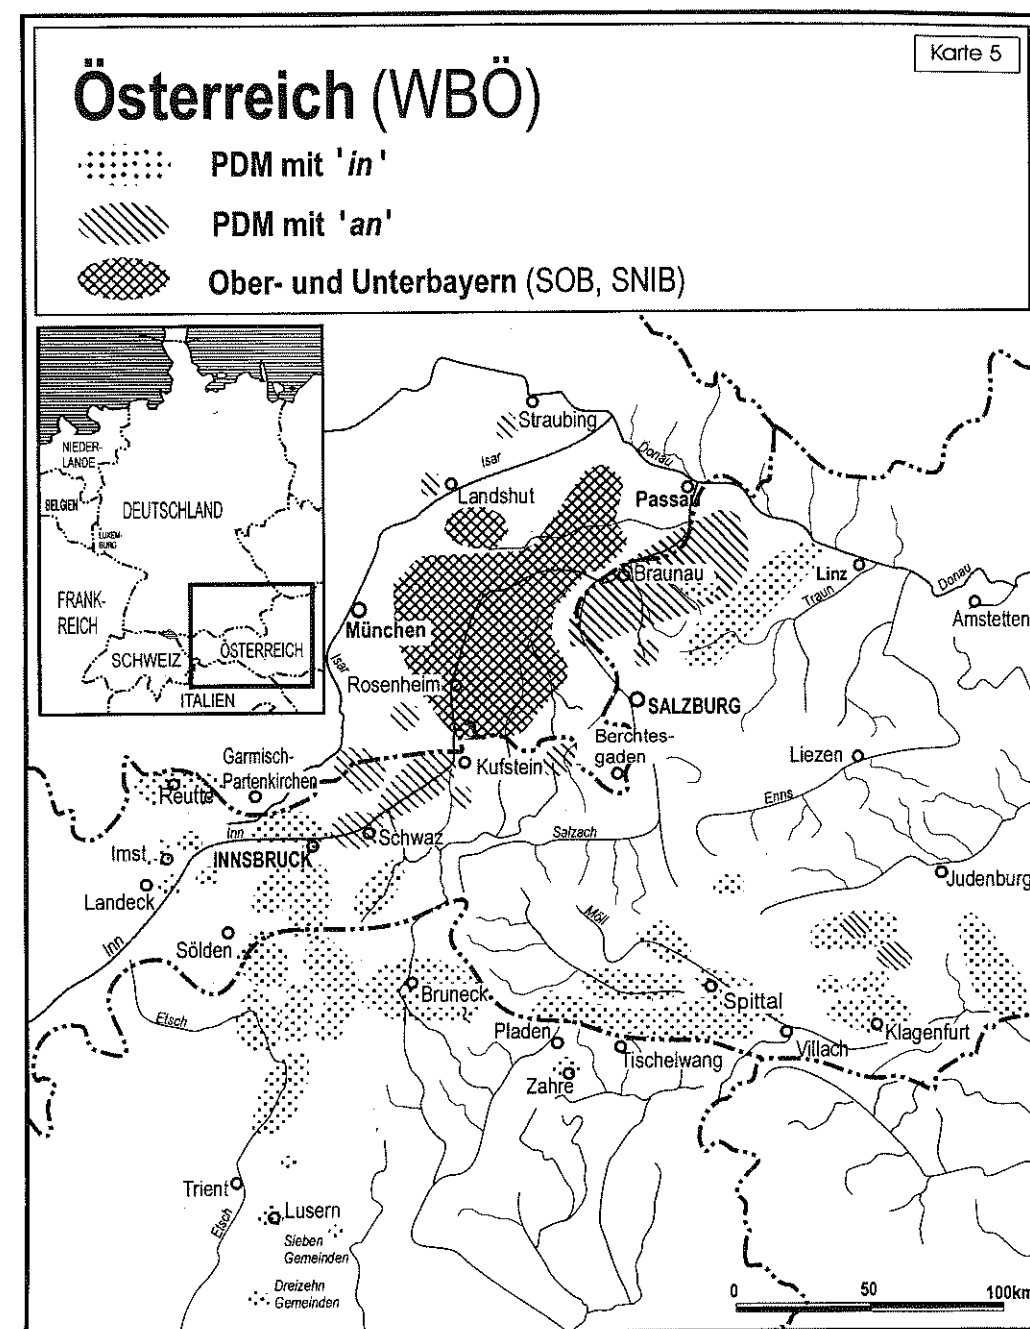 Karte 5
Österreich (WBÖ)
PDM mit 'in'
PDM mit 'an'
Ober- und Unterbayern (SOB, SNIB)
NIEDER-
LANDE
BELGIEN
LUXEM-
BURG
DEUTSCHLAND
FRANK-
REICH
SCHWEIZ
ÖSTERREICH
ITALIEN
Straubing
Isar
Donau
Landshut
Passau
Braunau
Linz
Traun
Donau
Amstetten
München
Isar
Rosenheim
SALZBURG
Berchtes-
gaden
Liezen
Garmisch-
Partenkirchen
Kufstein
Reutte
Enns
Inn
Schwaz
Salzach
Imst
INNSBRUCK
Judenburg
Landeck
Inn
Sölden
Möll
Bruneck
Spittal
Etsch
Pladen
Tischelwang
Villach
Klagenfurt
Zahre
Trient
Etsch
Lusern
Sieben
Gemeinden
Dreizehn
Gemeinden
0 50 100km